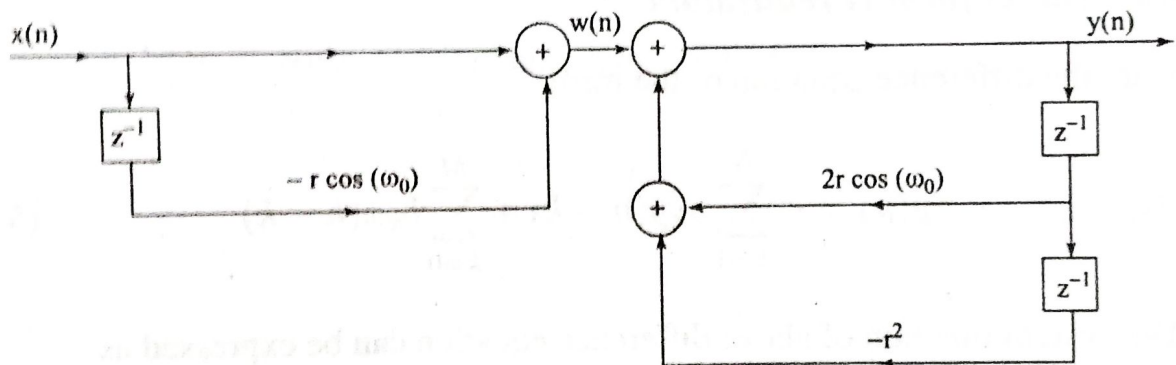 x(n)
w(n)
y(n)
+
+
z⁻¹
z⁻¹
− r cos (ω₀)
2r cos (ω₀)
+
z⁻¹
−r²